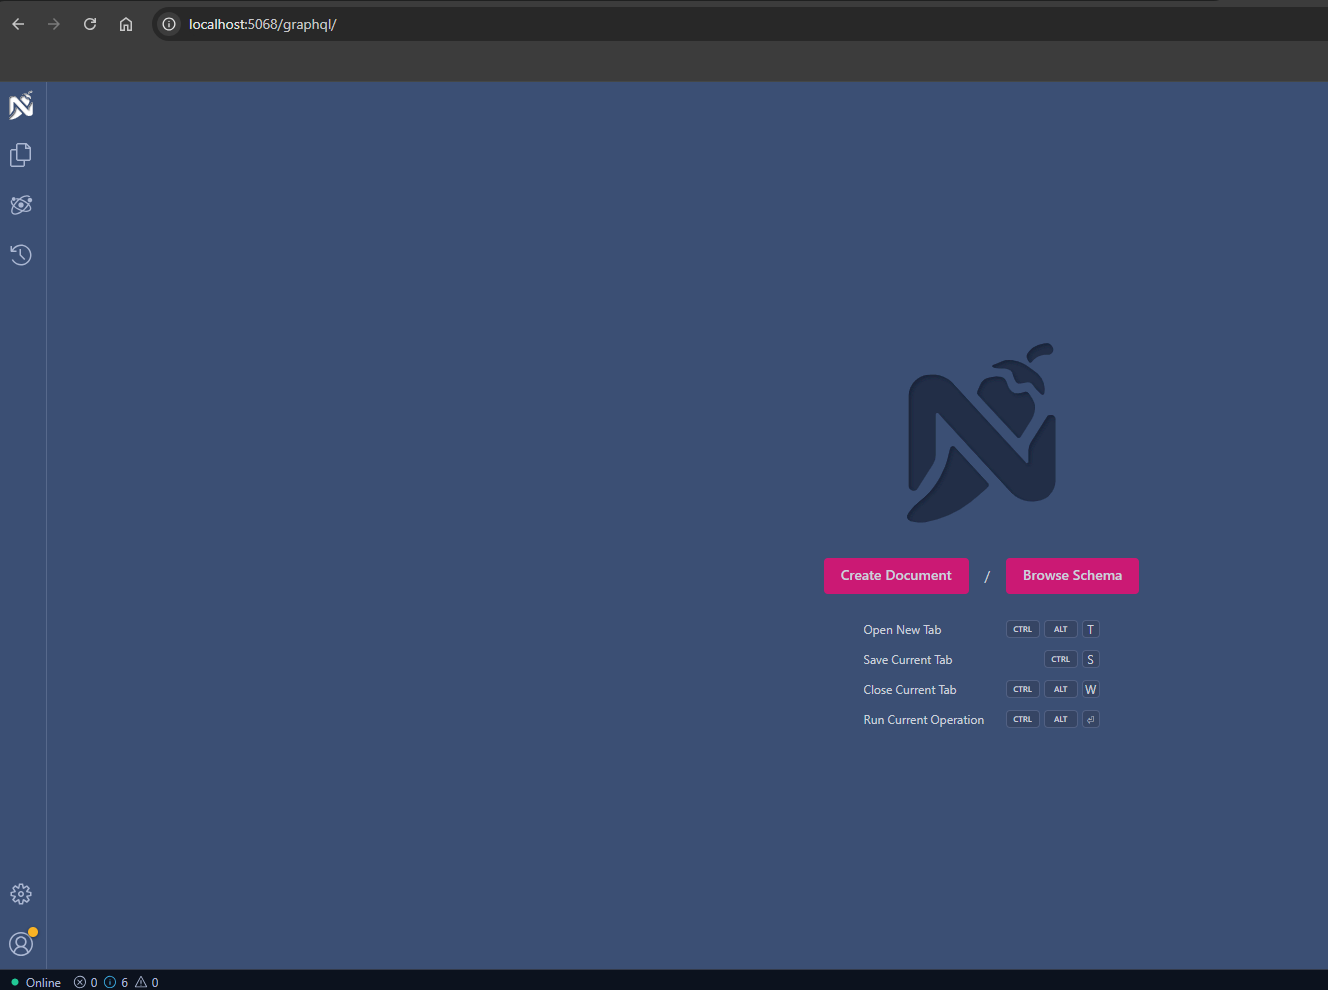 localhost:5068/graphql/
Create Document / Browse Schema
Open New Tab CTRL ALT T
Save Current Tab CTRL S
Close Current Tab CTRL ALT W
Run Current Operation CTRL ALT ⏎
Online 0 6 0